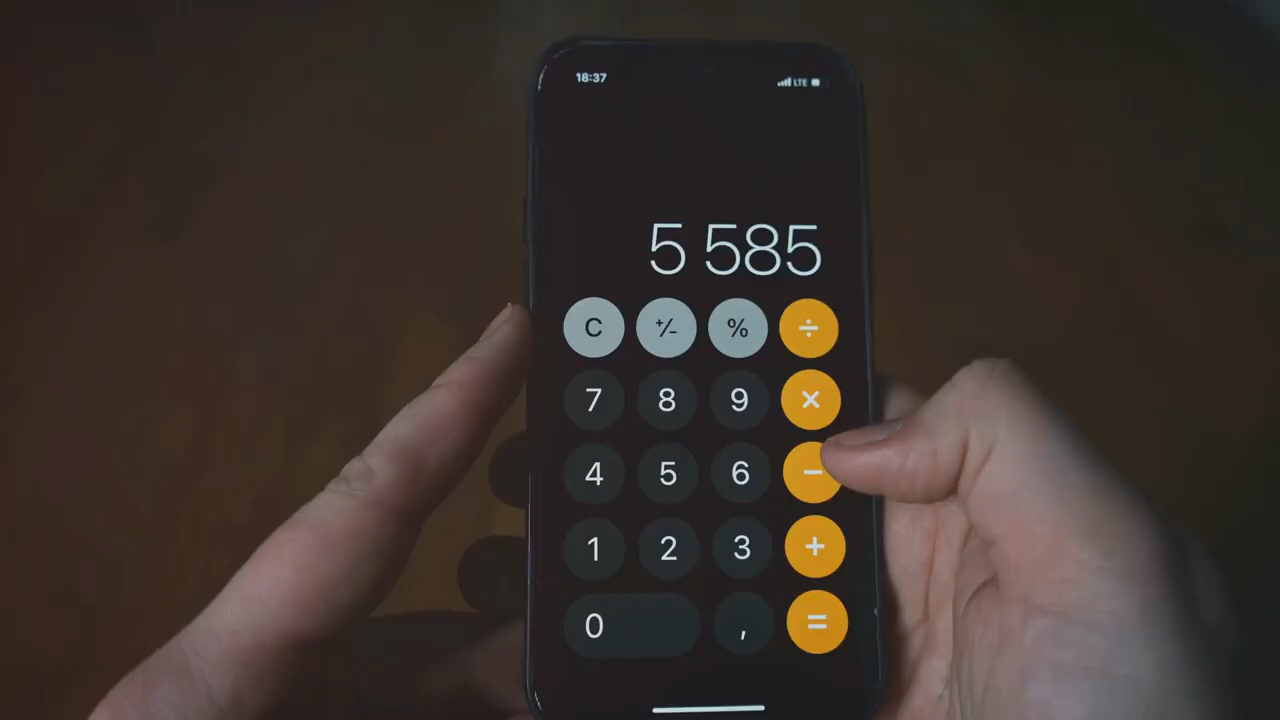 18:37 LTE
5 585
C +/- % ÷
7 8 9 ×
4 5 6 −
1 2 3 +
0 , =